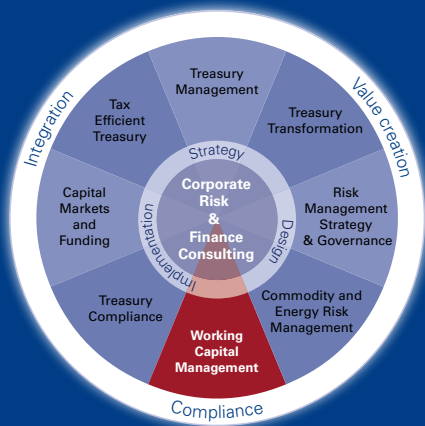 Integration
Value creation
Compliance
Treasury
Management
Treasury
Transformation
Risk
Management
Strategy
& Governance
Commodity and
Energy Risk
Management
Working
Capital
Management
Treasury
Compliance
Capital
Markets
and
Funding
Tax
Efficient
Treasury
Strategy
Design
Implementation
Corporate
Risk
&
Finance
Consulting